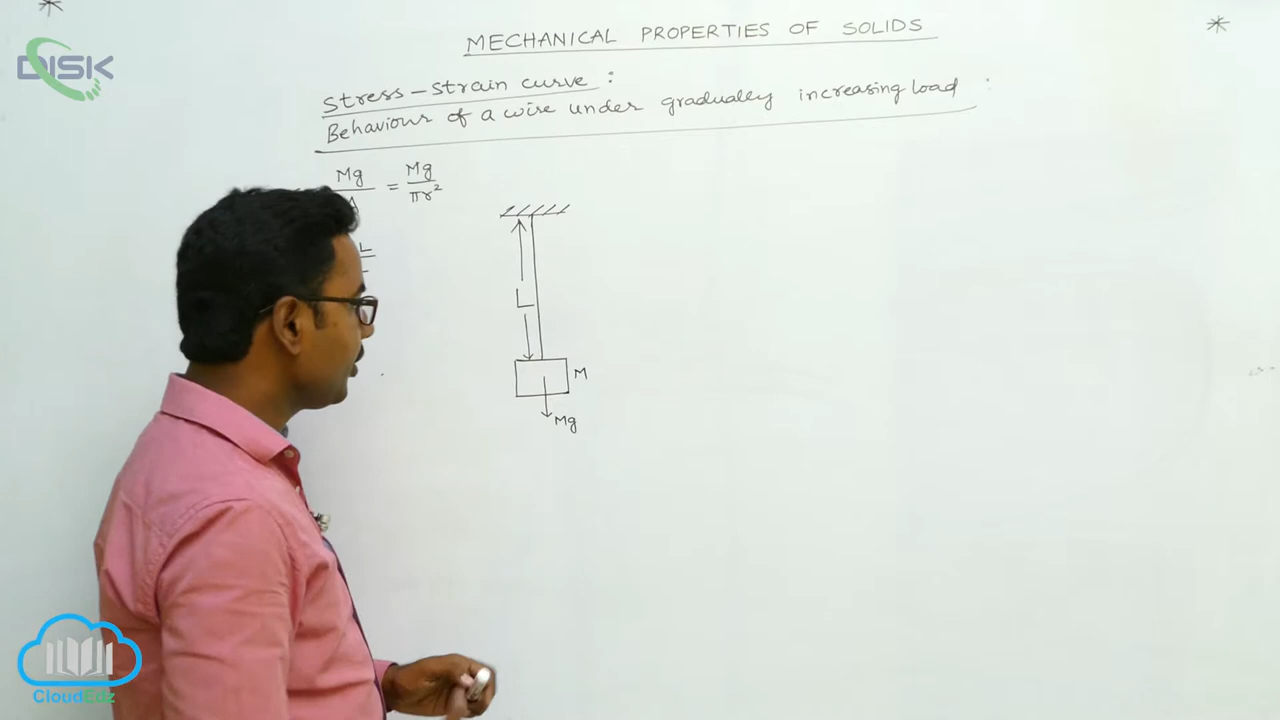 DISK
MECHANICAL PROPERTIES OF SOLIDS
Stress-strain curve :
Behaviour of a wire under gradually increasing load :
Mg = Mg
πr²
L
M
Mg
CloudEdz